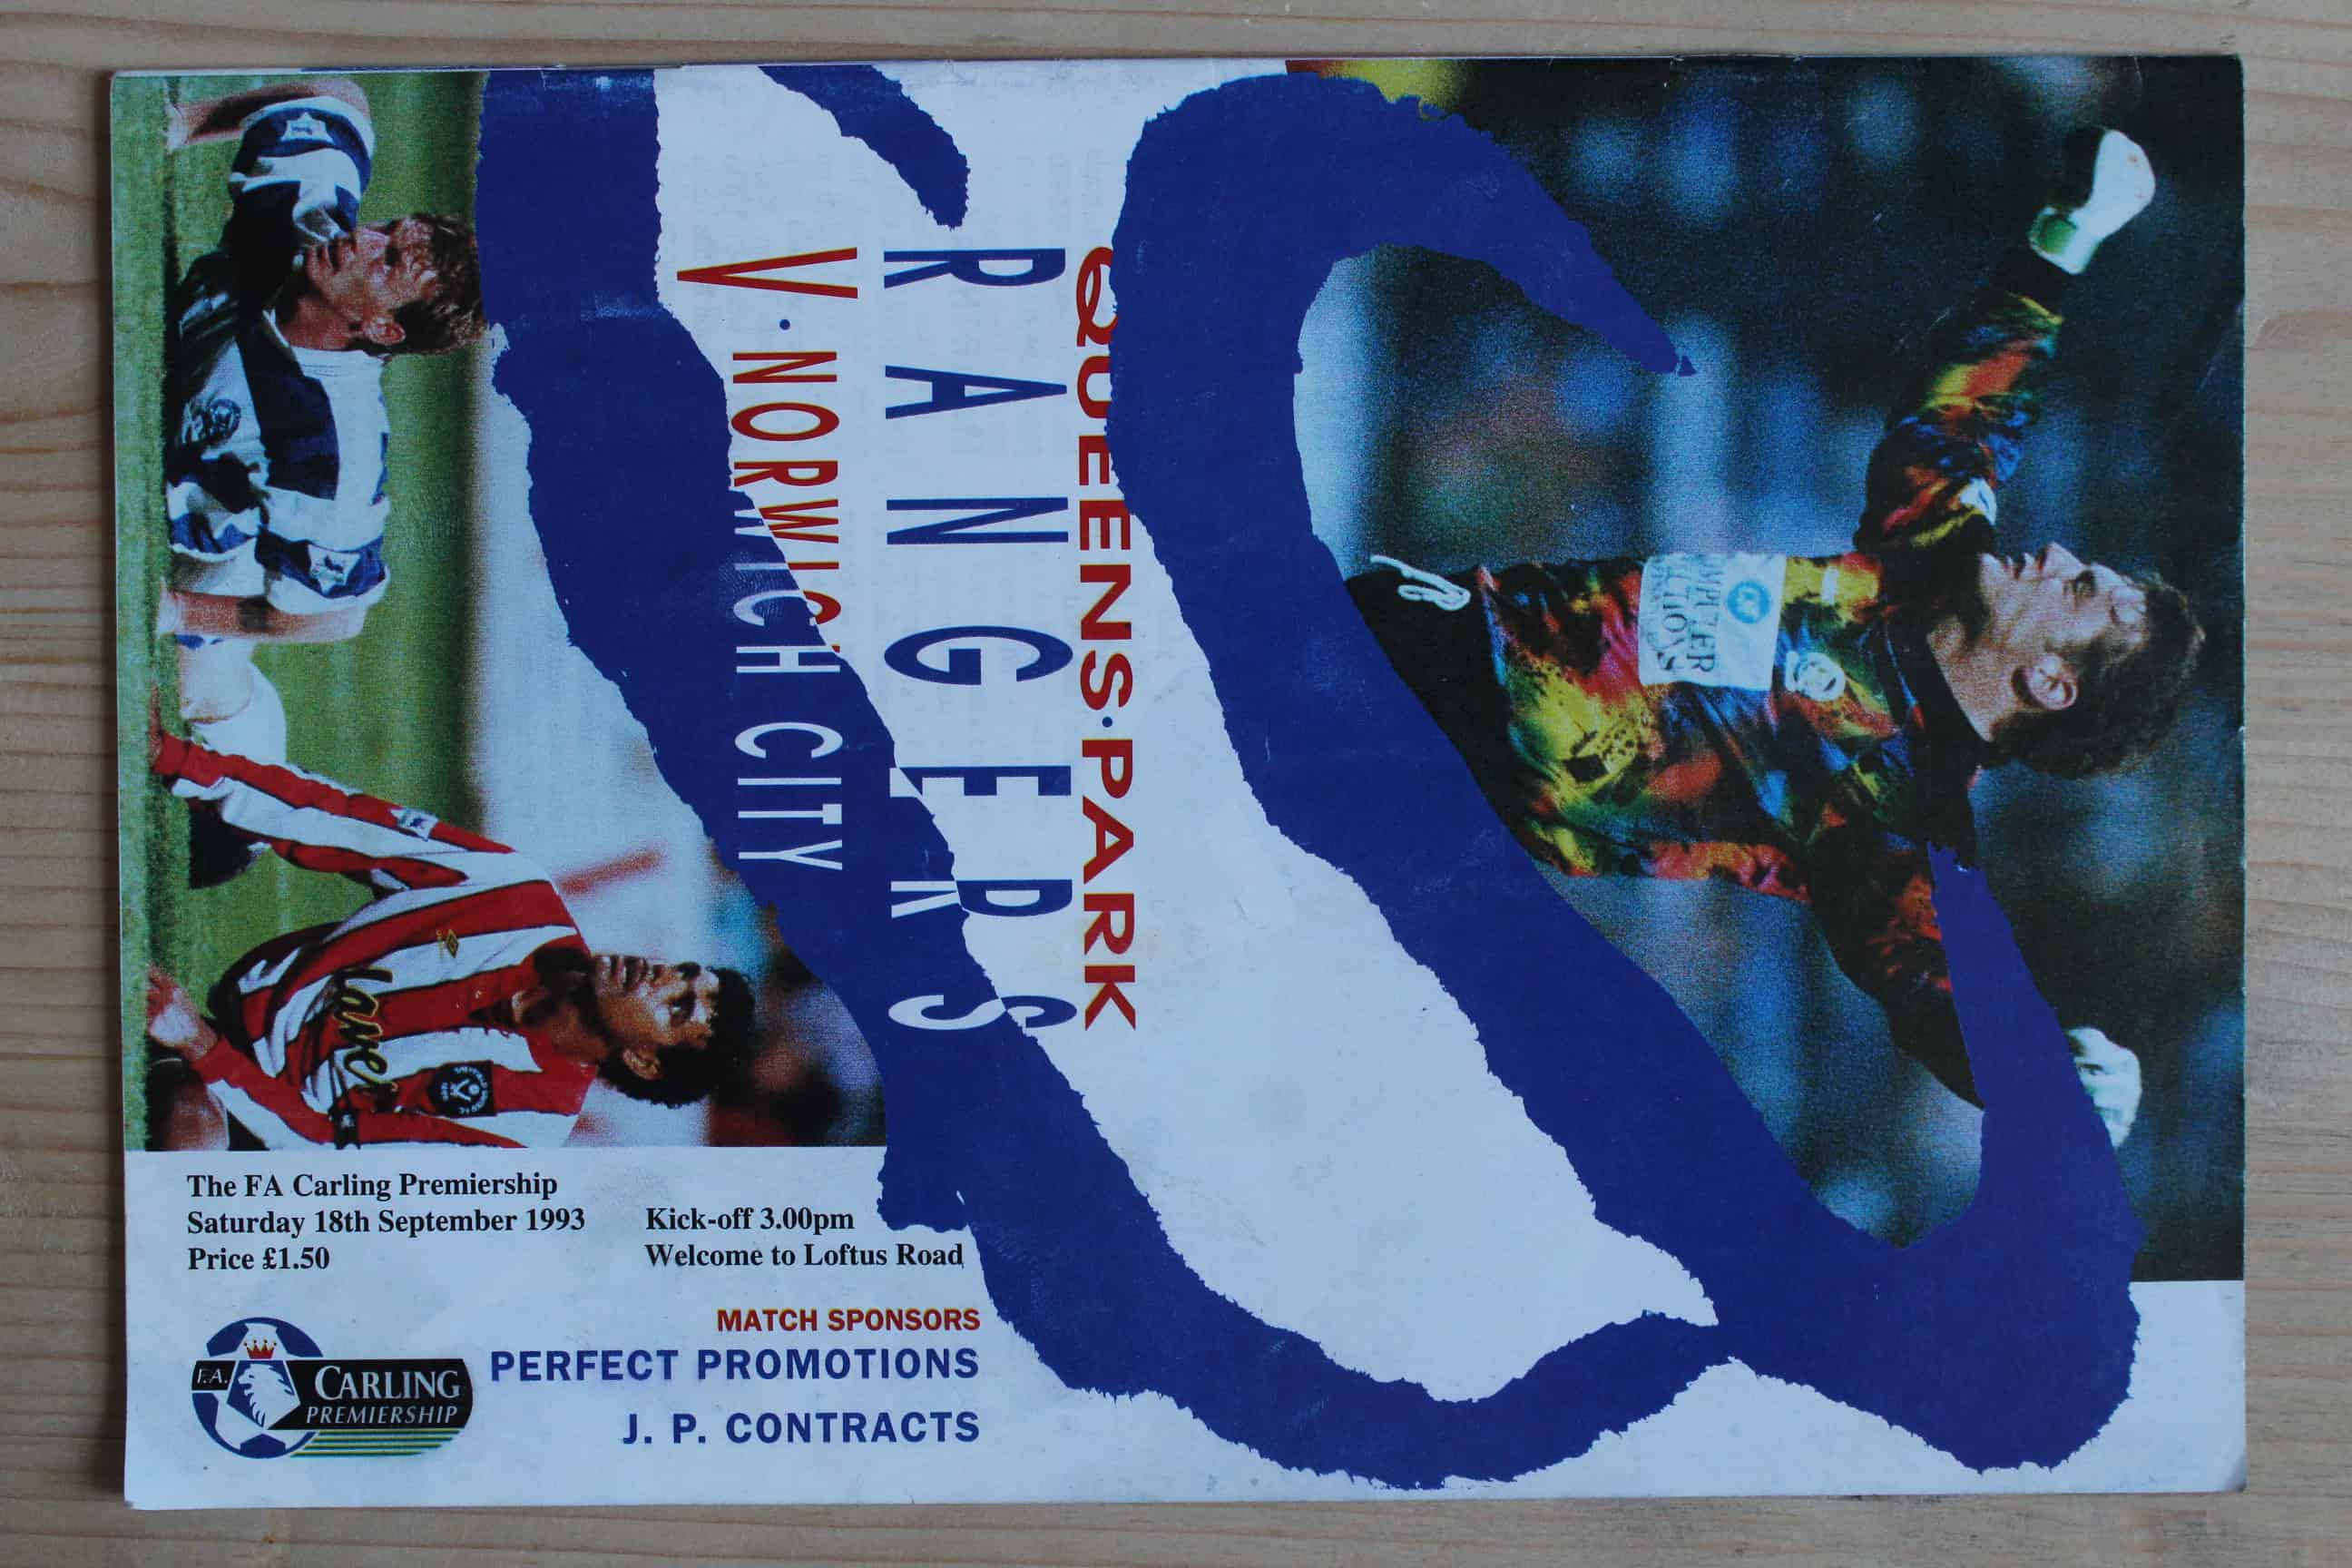 QUEENS·PARK
RANGERS
V·NORWICH CITY
The FA Carling Premiership
Saturday 18th September 1993
Kick-off 3.00pm
Price £1.50
Welcome to Loftus Road
MATCH SPONSORS
PERFECT PROMOTIONS
J. P. CONTRACTS
F.A.
CARLING
PREMIERSHIP
Laver